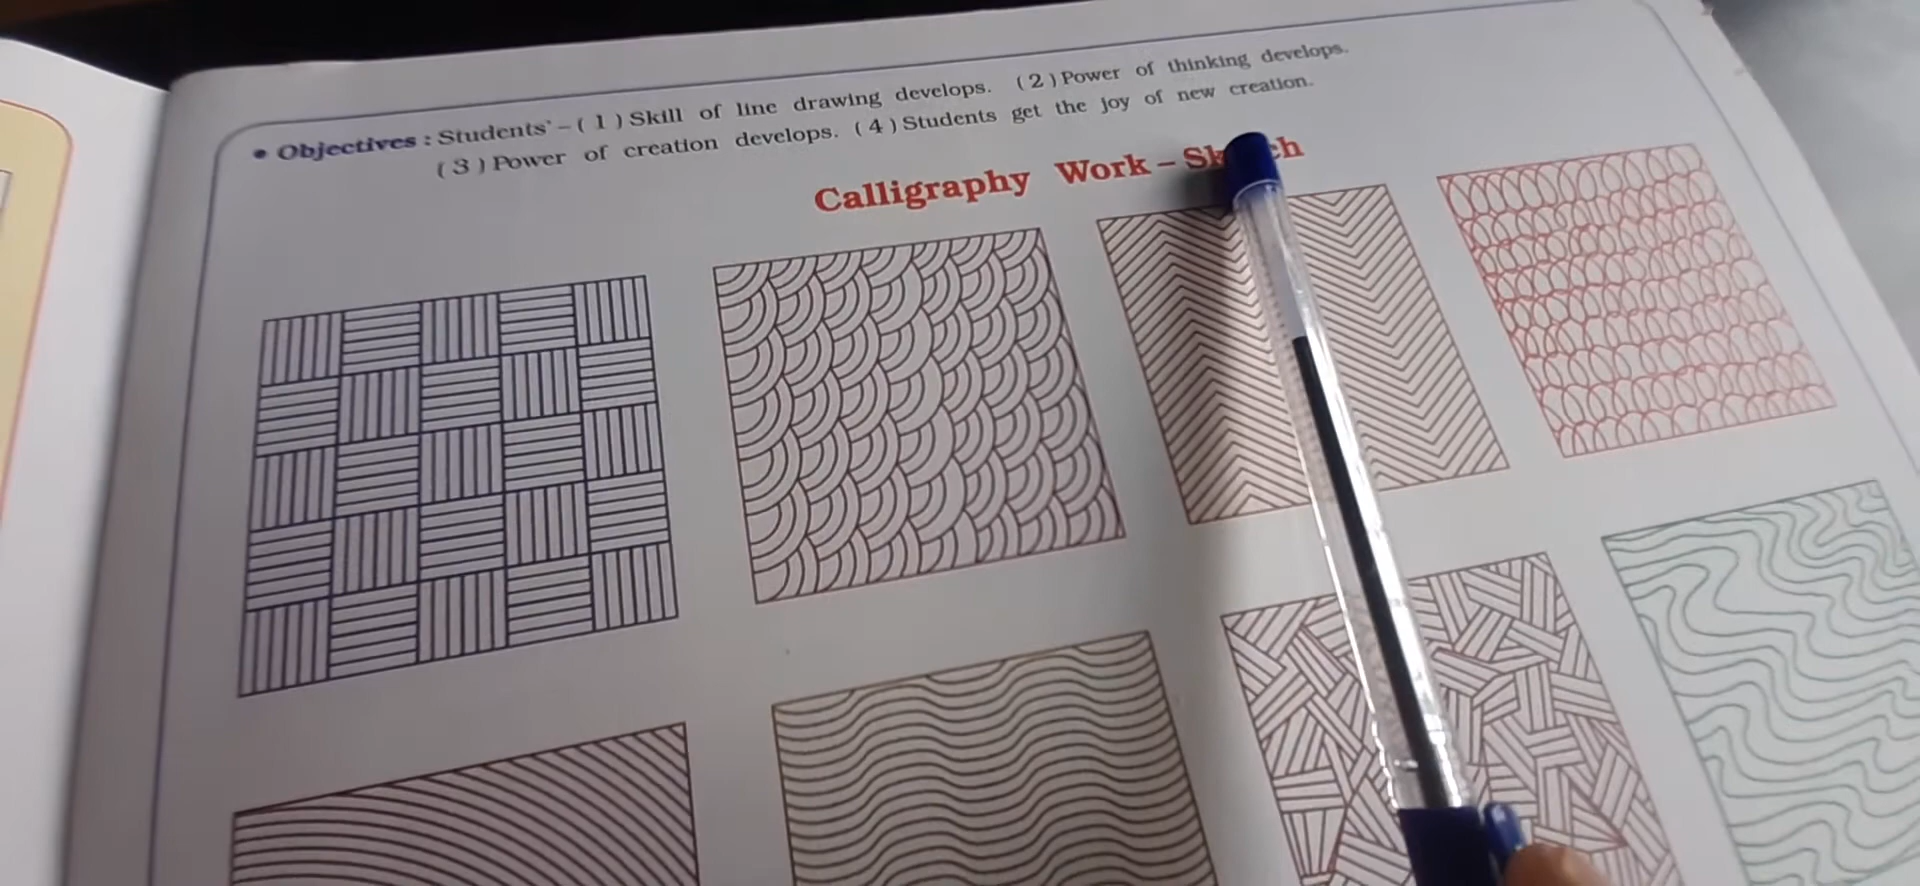 • Objectives : Students' – ( 1 ) Skill of line drawing develops. ( 2 ) Power of thinking develops.
( 3 ) Power of creation develops. ( 4 ) Students get the joy of new creation.
Calligraphy Work –